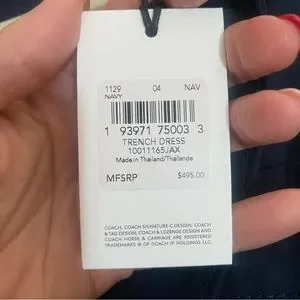 1129 04 NAV
NAVY
1 93971 75003 3
TRENCH DRESS
10011165JAX
Made in Thailand/Thaïlande
MFSRP $495.00
COACH, COACH SIGNATURE C DESIGN, COACH
& TAG DESIGN, COACH & LOZENGE DESIGN AND
COACH HORSE & CARRIAGE ARE REGISTERED
TRADEMARKS ® OF COACH IP HOLDINGS LLC.